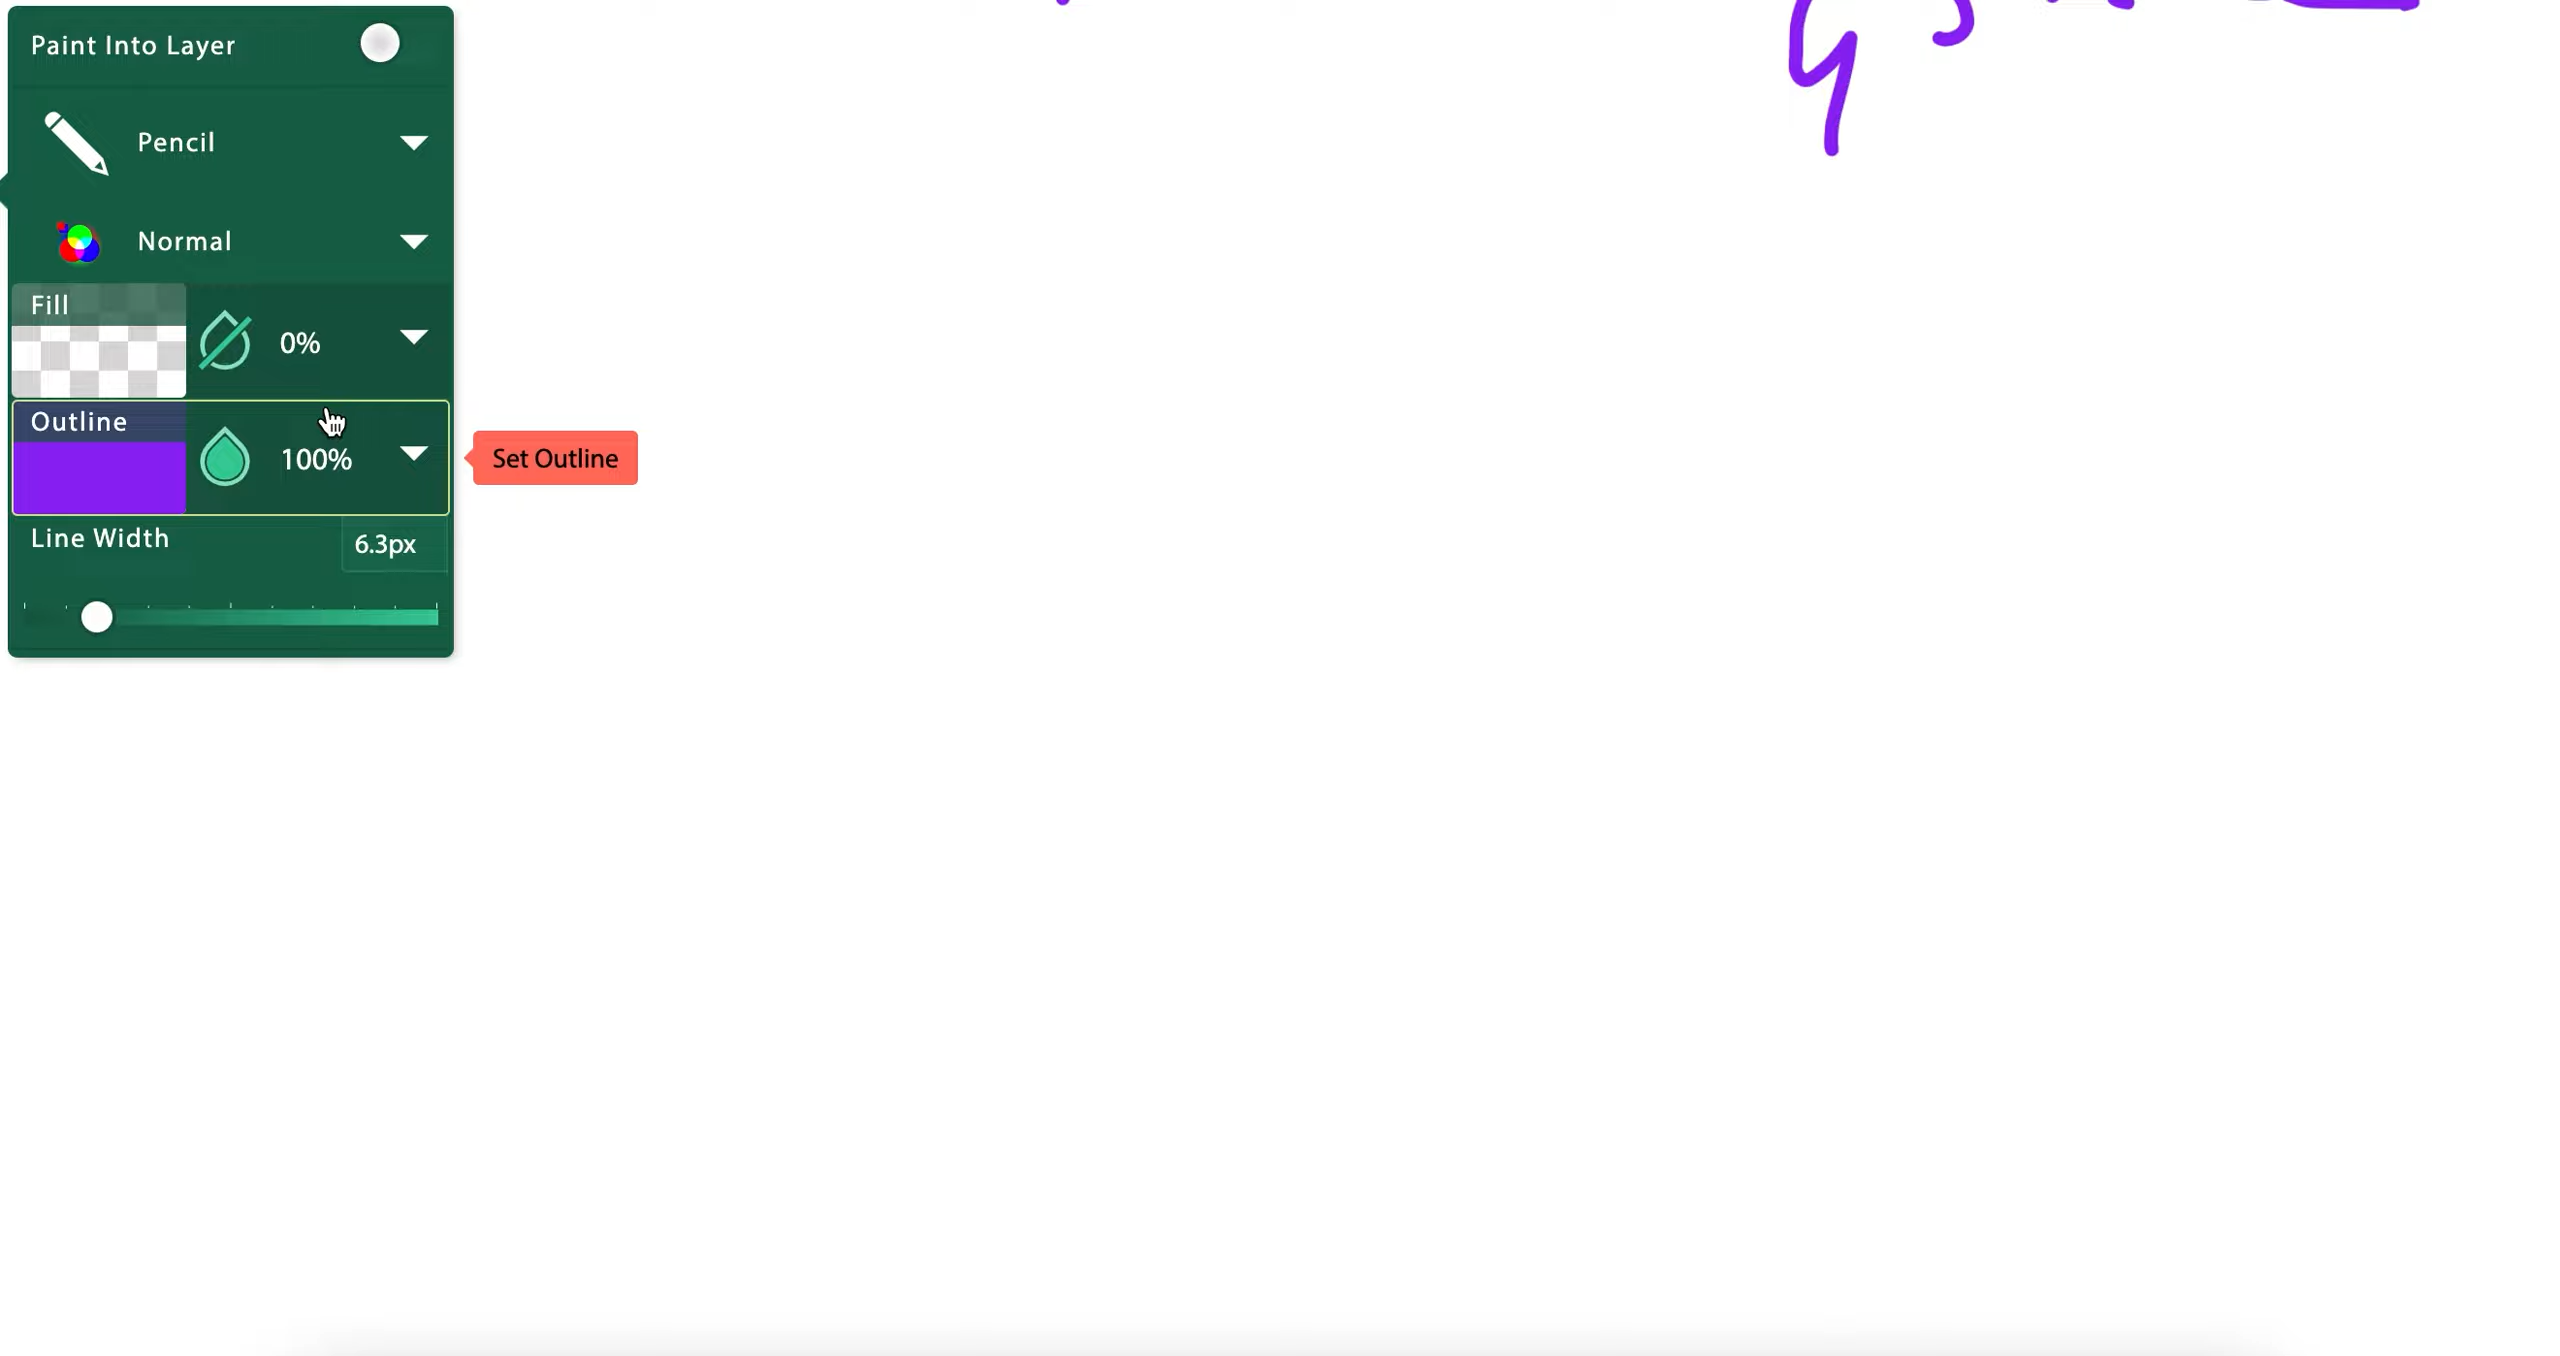 Paint Into Layer
Pencil
Normal
Fill
0%
Outline
100%
Set Outline
Line Width
6.3px